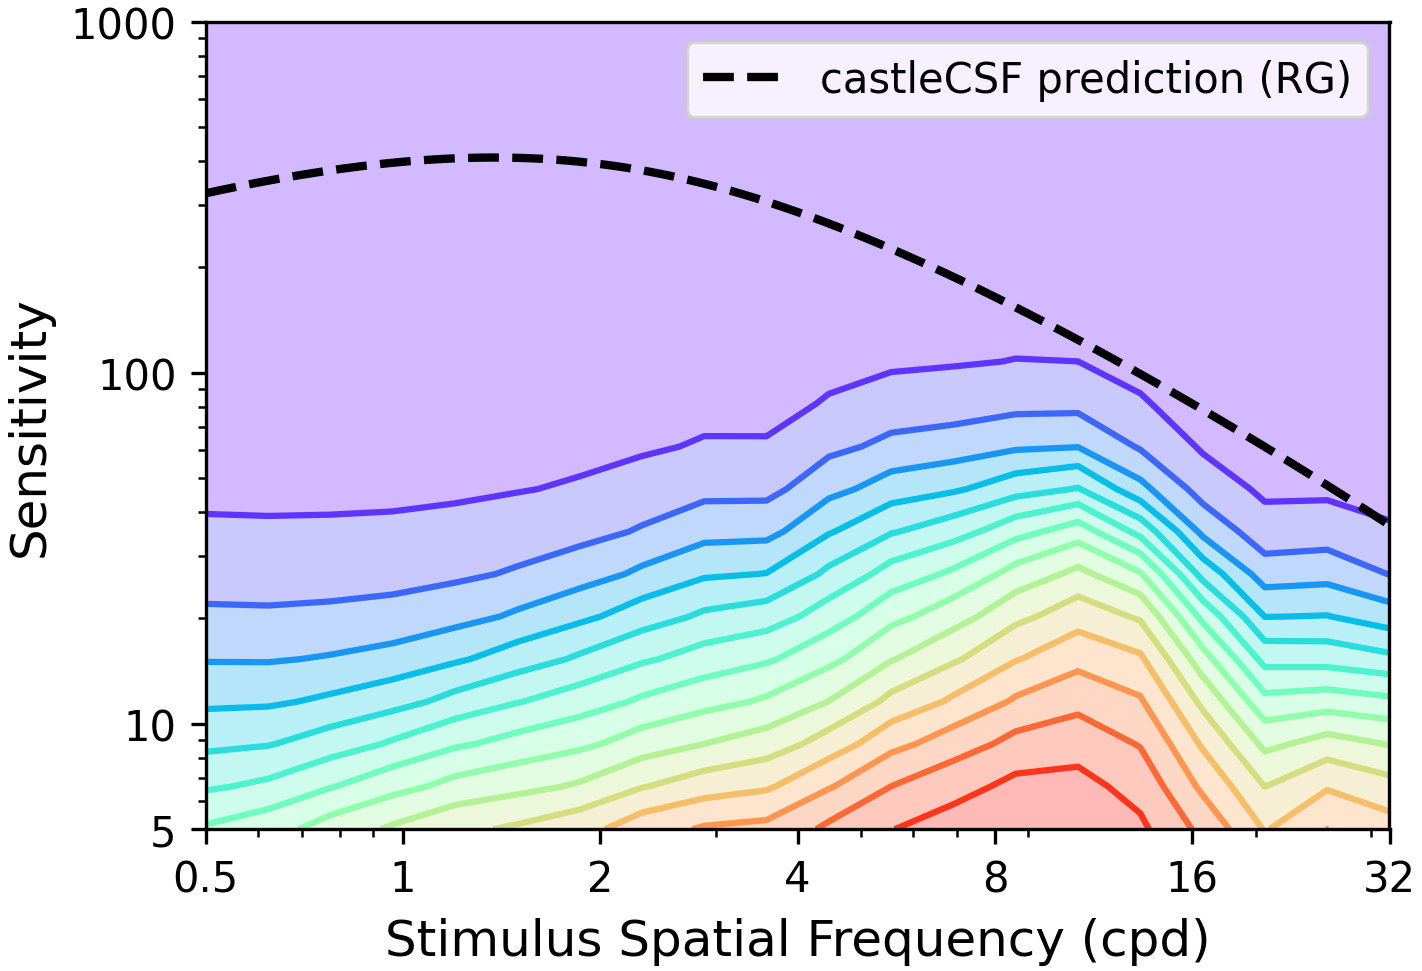 1000
100
10
5
Sensitivity
castleCSF prediction (RG)
0.5 1 2 4 8 16 32
Stimulus Spatial Frequency (cpd)